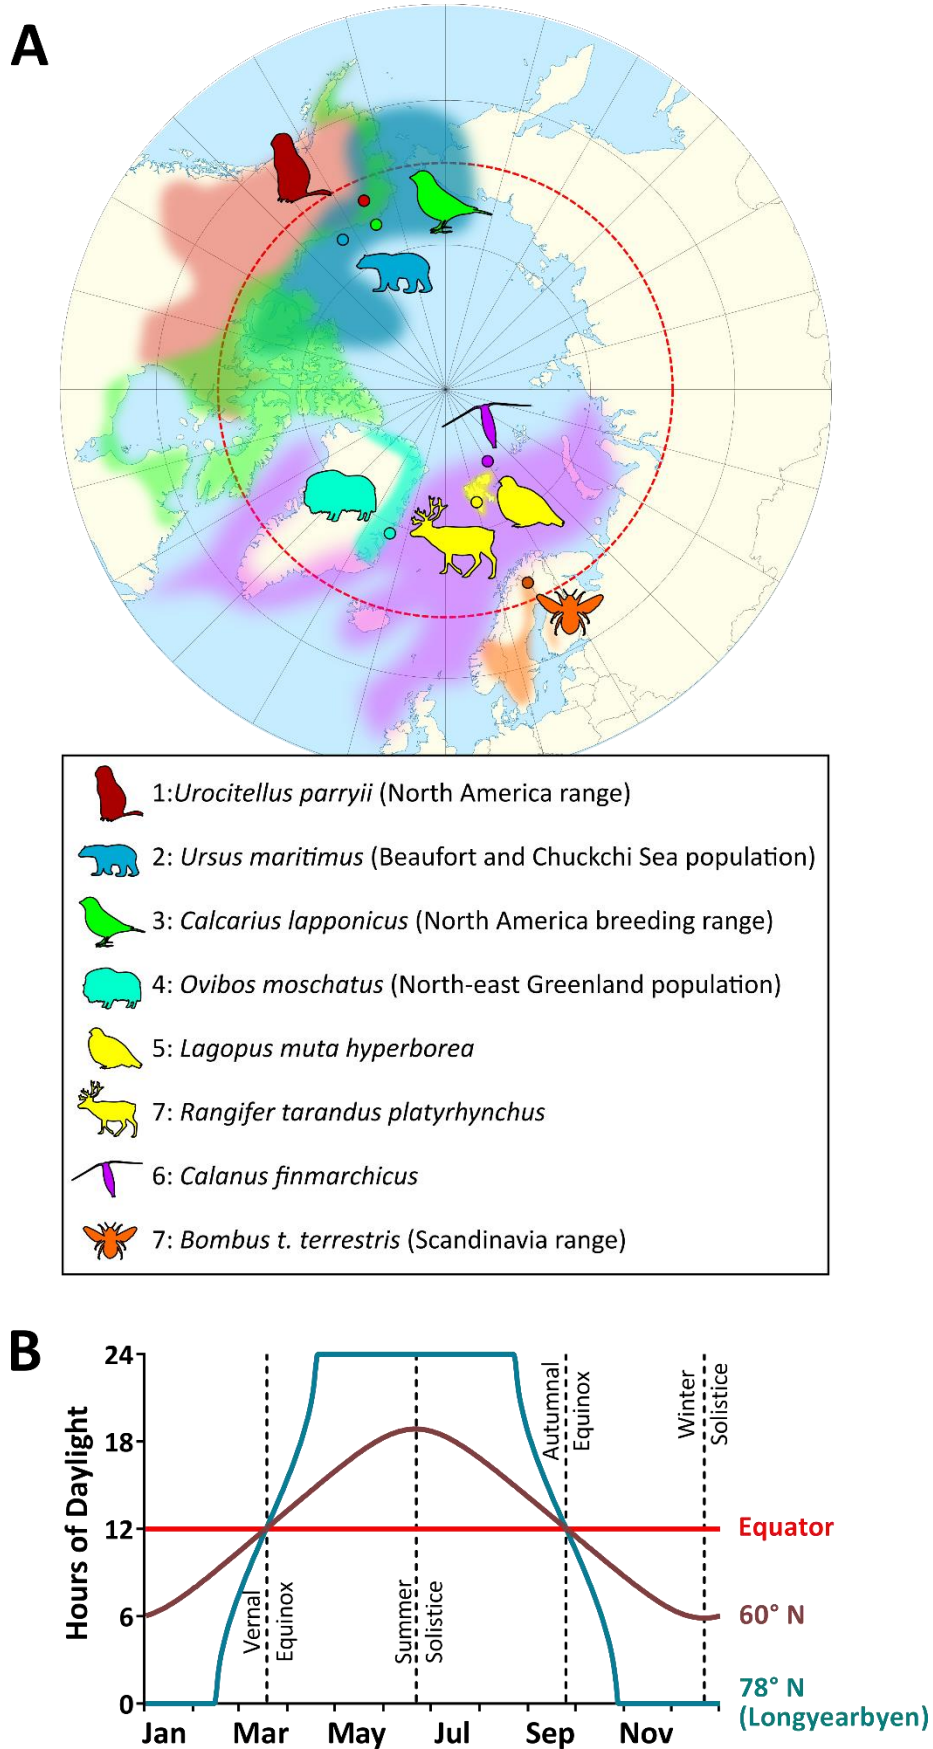 A
1:Urocitellus parryii (North America range)
2: Ursus maritimus (Beaufort and Chuckchi Sea population)
3: Calcarius lapponicus (North America breeding range)
4: Ovibos moschatus (North-east Greenland population)
5: Lagopus muta hyperborea
7: Rangifer tarandus platyrhynchus
6: Calanus finmarchicus
7: Bombus t. terrestris (Scandinavia range)
B
Hours of Daylight
24
18
12
6
0
Vernal
Equinox
Summer
Solistice
Autumnal
Equinox
Winter
Solistice
Equator
60° N
78° N
(Longyearbyen)
Jan Mar May Jul Sep Nov